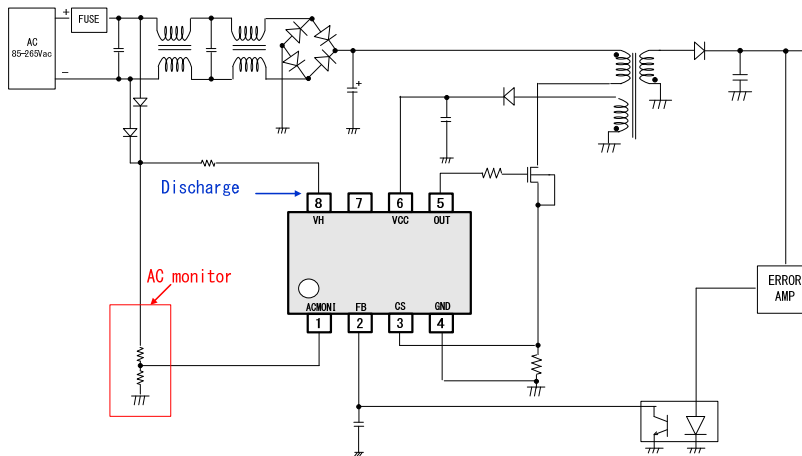 AC
85-265Vac
+
−
FUSE
+
Discharge
8
7
6
5
VH
VCC
OUT
AC monitor
ACMONI
FB
CS
GND
1
2
3
4
ERROR
AMP